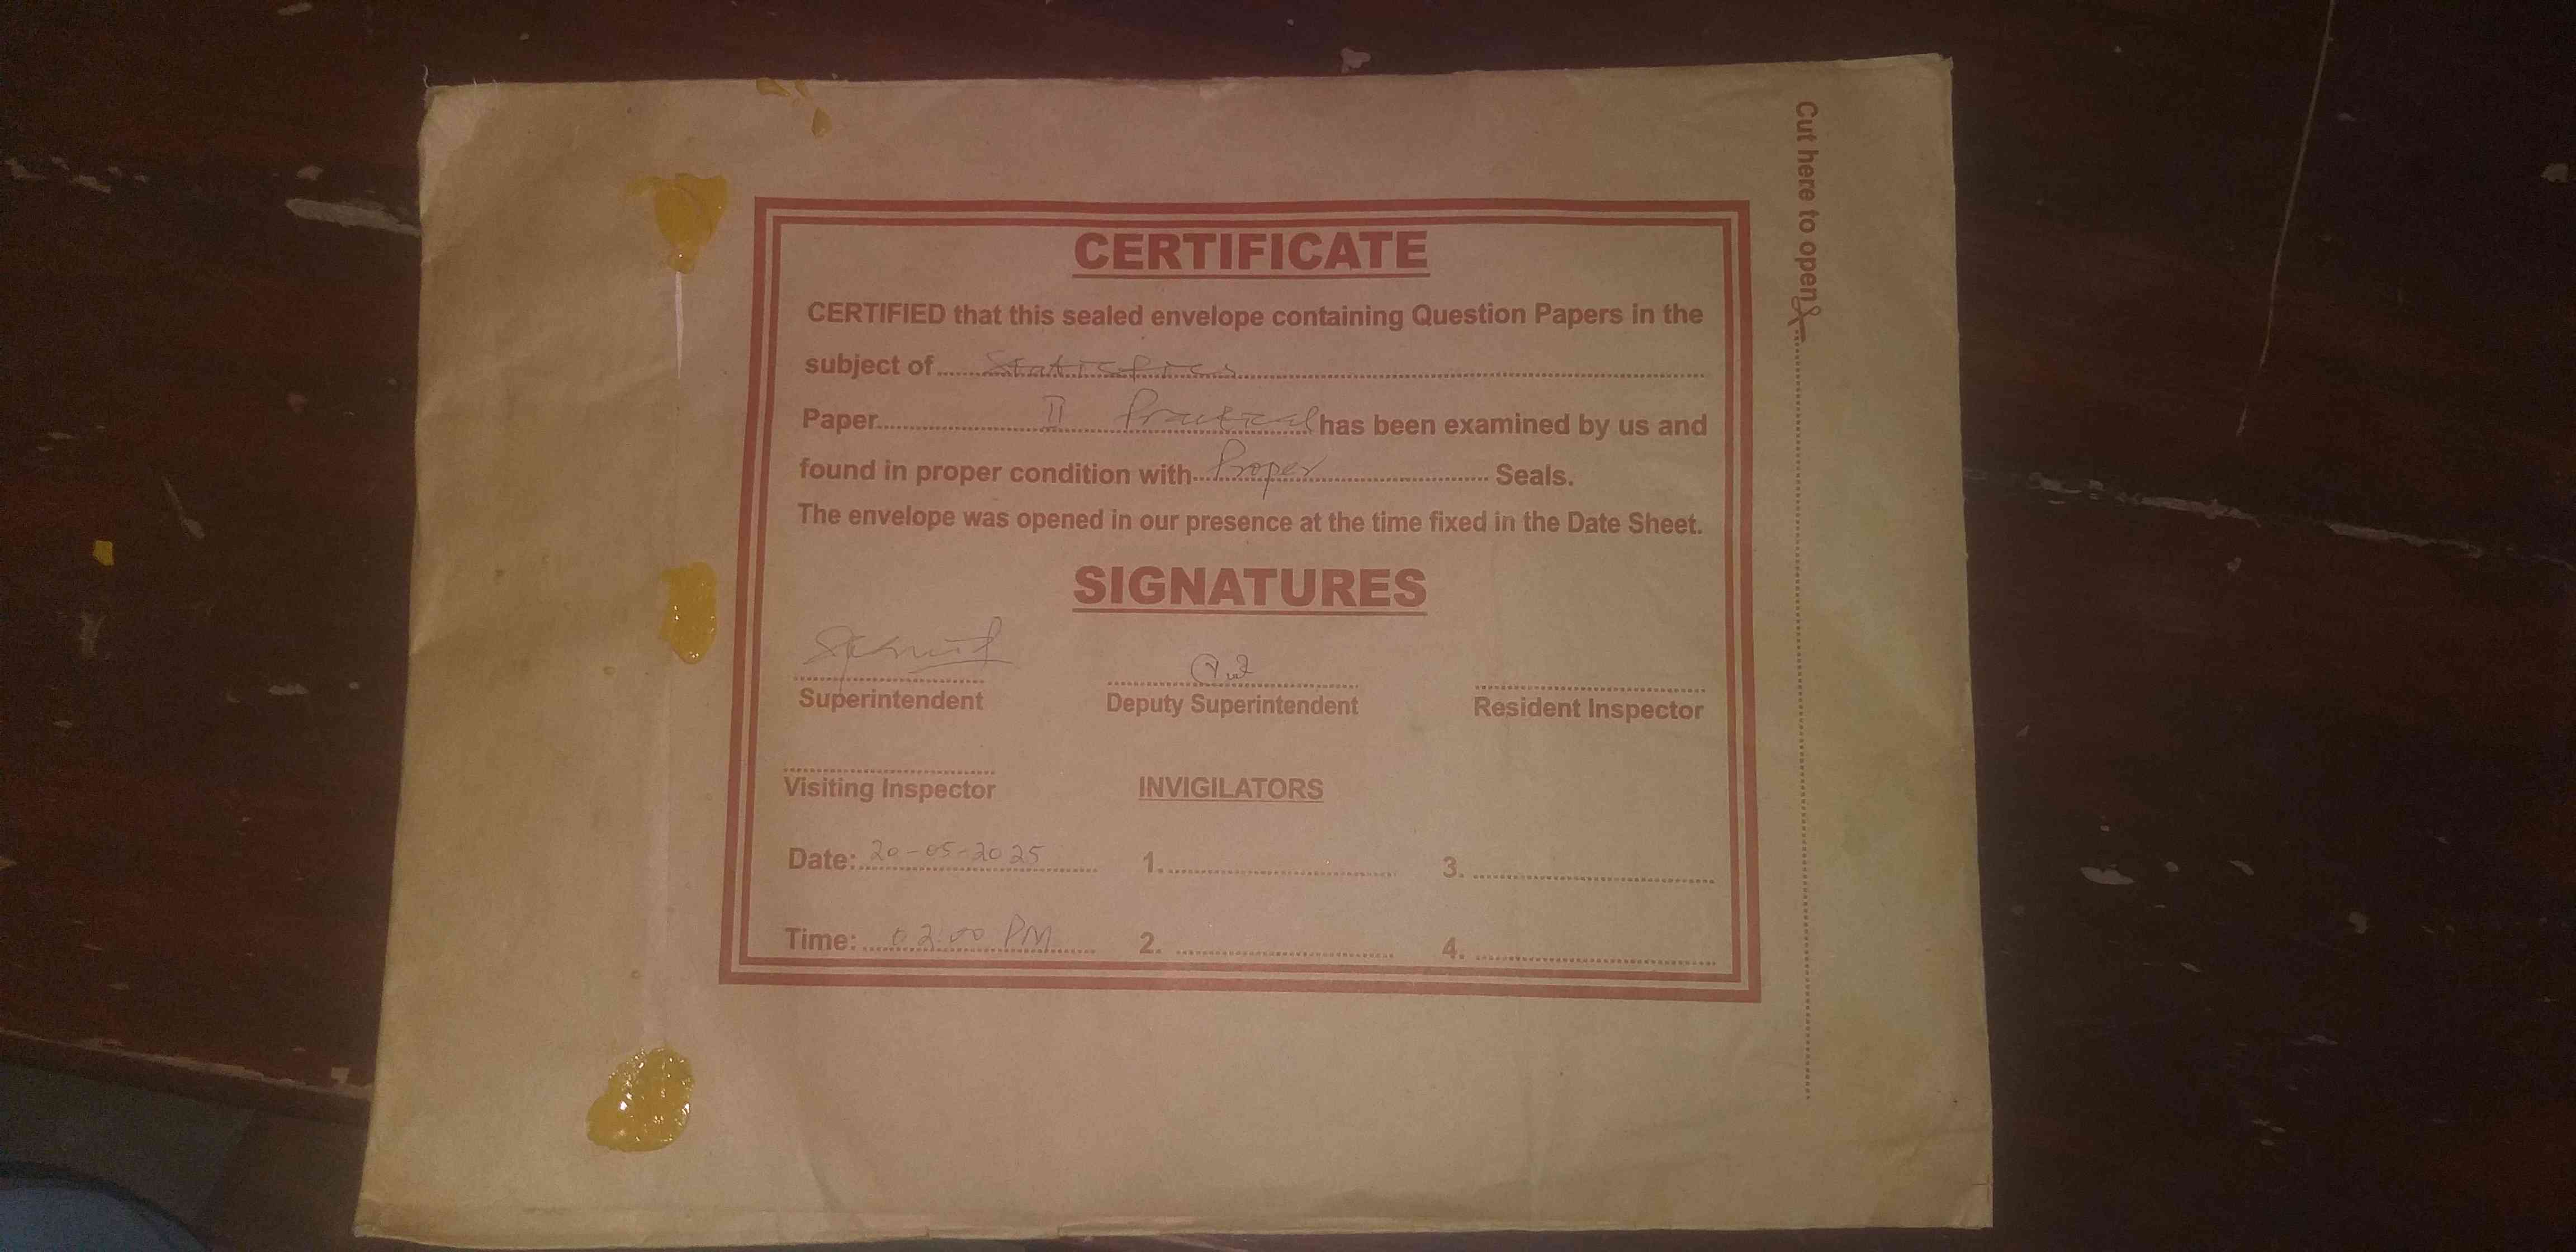 CERTIFICATE
CERTIFIED that this sealed envelope containing Question Papers in the
subject of Statistics
Paper II Practical has been examined by us and
found in proper condition with Proper Seals.
The envelope was opened in our presence at the time fixed in the Date Sheet.
SIGNATURES
Superintendent Deputy Superintendent Resident Inspector
Visiting Inspector INVIGILATORS
Date: 20-05-2025 1. 3.
Time: 02:00 PM 2. 4.
Cut here to open